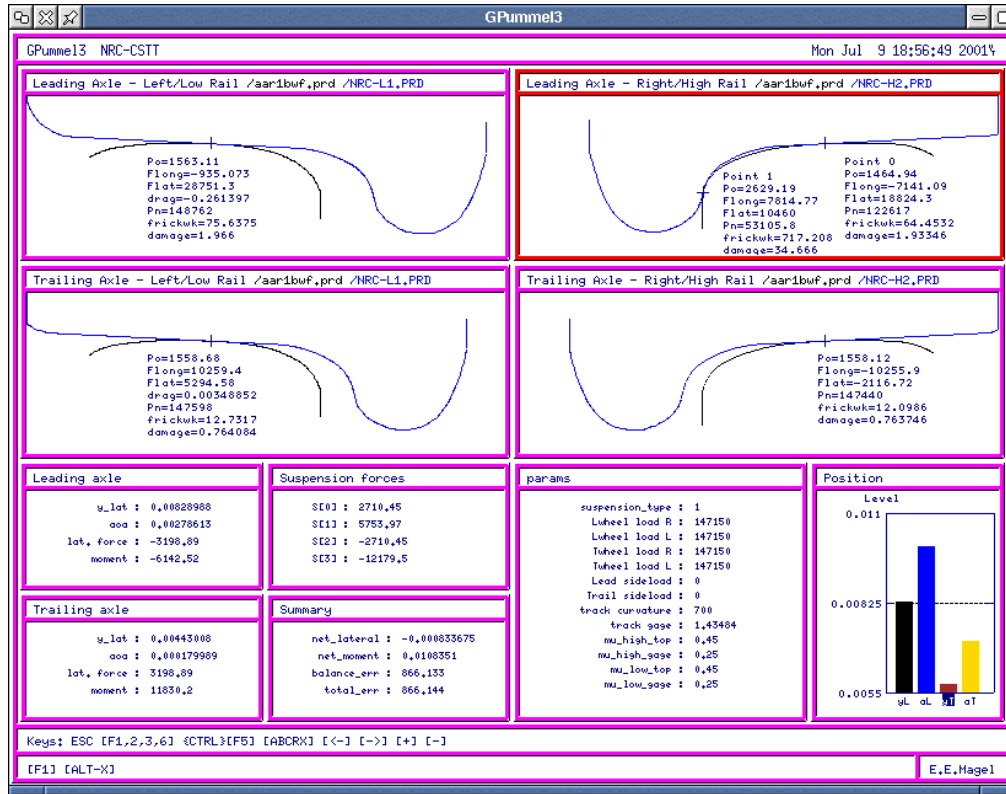 GPummel3
GPummel3 NRC-CSTT
Mon Jul 9 18:56:49 2001
Leading Axle - Left/Low Rail /aar1bwf.prd /NRC-L1.PRD
Po=1563.11
Flong=-935.073
Flat=28751.3
drag=-0.261397
Pn=148762
frickwk=75.6375
damage=1.966
Leading Axle - Right/High Rail /aar1bwf.prd /NRC-H2.PRD
Point 1
Po=2629.19
Flong=7814.77
Flat=10460
Pn=53105.8
frickwk=717.208
damage=34.666
Point 0
Po=1464.94
Flong=-7141.09
Flat=18824.3
Pn=122617
frickwk=64.4532
damage=1.93346
Trailing Axle - Left/Low Rail /aar1bwf.prd /NRC-L1.PRD
Po=1558.68
Flong=10259.4
Flat=5294.58
drag=0.00348852
Pn=147598
frickwk=12.7317
damage=0.764084
Trailing Axle - Right/High Rail /aar1bwf.prd /NRC-H2.PRD
Po=1558.12
Flong=-10255.9
Flat=-2116.72
Pn=147440
frickwk=12.0986
damage=0.763746
Leading axle
y_lat : 0.00828988
aoa : 0.00278613
lat. force : -3198.89
moment : -6142.52
Suspension forces
S[0] : 2710.45
S[1] : 5753.97
S[2] : -2710.45
S[3] : -12179.5
Trailing axle
y_lat : 0.00443008
aoa : 0.000179989
lat. force : 3198.89
moment : 11830.2
Summary
net_lateral : -0.000833675
net_moment : 0.0108351
balance_err : 866.133
total_err : 866.144
params
suspension_type : 1
Lwheel load R : 147150
Lwheel load L : 147150
Twheel load R : 147150
Twheel load L : 147150
Lead sideload : 0
Trail sideload : 0
track curvature : 700
track gage : 1.43484
mu_high_top : 0.45
mu_high_gage : 0.25
mu_low_top : 0.45
mu_low_gage : 0.25
Position
Level
0.011
0.00825
0.0055
yL aL yT aT
Keys: ESC [F1,2,3,6] {CTRL}[F5] [ABCRX] [<-] [->] [+] [-]
[F1] [ALT-X]
E.E.Magel